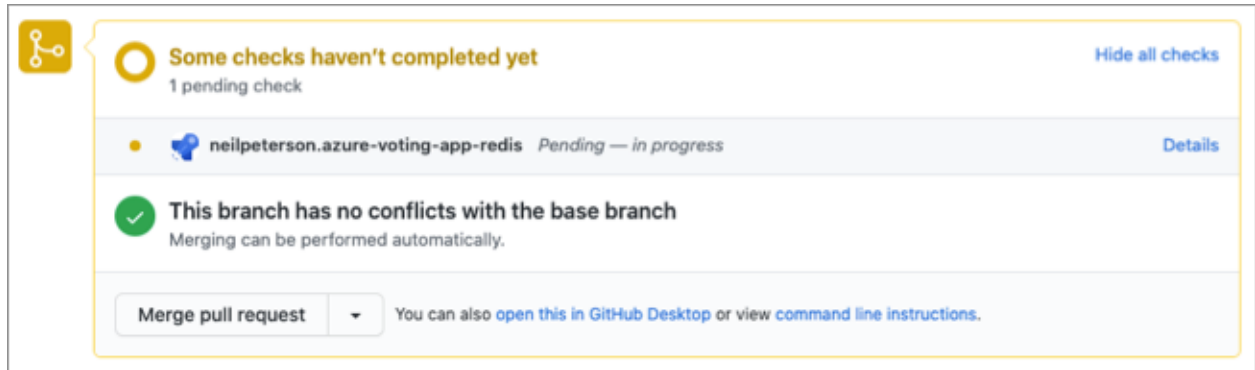 Some checks haven't completed yet
Hide all checks
1 pending check
neilpeterson.azure-voting-app-redis Pending — in progress
Details
This branch has no conflicts with the base branch
Merging can be performed automatically.
Merge pull request
You can also open this in GitHub Desktop or view command line instructions.